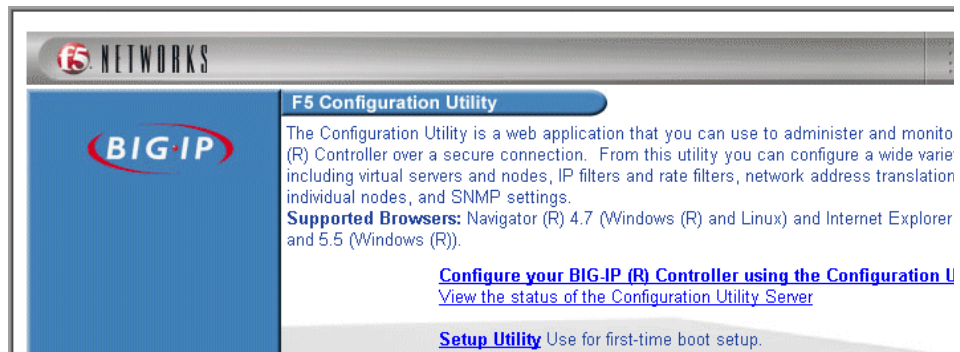 f5 NETWORKS
F5 Configuration Utility
BIG·IP
The Configuration Utility is a web application that you can use to administer and monito
(R) Controller over a secure connection. From this utility you can configure a wide varie
including virtual servers and nodes, IP filters and rate filters, network address translation
individual nodes, and SNMP settings.
Supported Browsers: Navigator (R) 4.7 (Windows (R) and Linux) and Internet Explorer
and 5.5 (Windows (R)).
Configure your BIG-IP (R) Controller using the Configuration U
View the status of the Configuration Utility Server
Setup Utility Use for first-time boot setup.